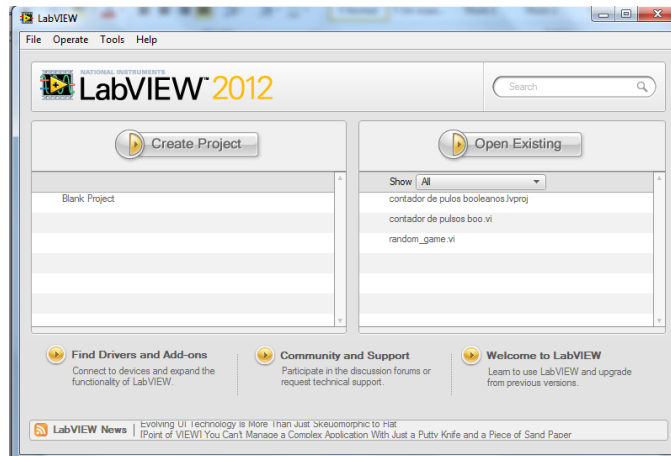 LabVIEW
File Operate Tools Help
NATIONAL INSTRUMENTS
LabVIEW™ 2012
Search
Create Project
Open Existing
Show All
Blank Project
contador de pulos booleanos.lvproj
contador de pulsos boo.vi
random_game.vi
Find Drivers and Add-ons
Connect to devices and expand the
functionality of LabVIEW.
Community and Support
Participate in the discussion forums or
request technical support.
Welcome to LabVIEW
Learn to use LabVIEW and upgrade
from previous versions.
LabVIEW News
Evolving UI Technology Is More Than Just Skeuomorphic to Flat
[Point of VIEW] You Can't Manage a Complex Application With Just a Putty Knife and a Piece of Sand Paper